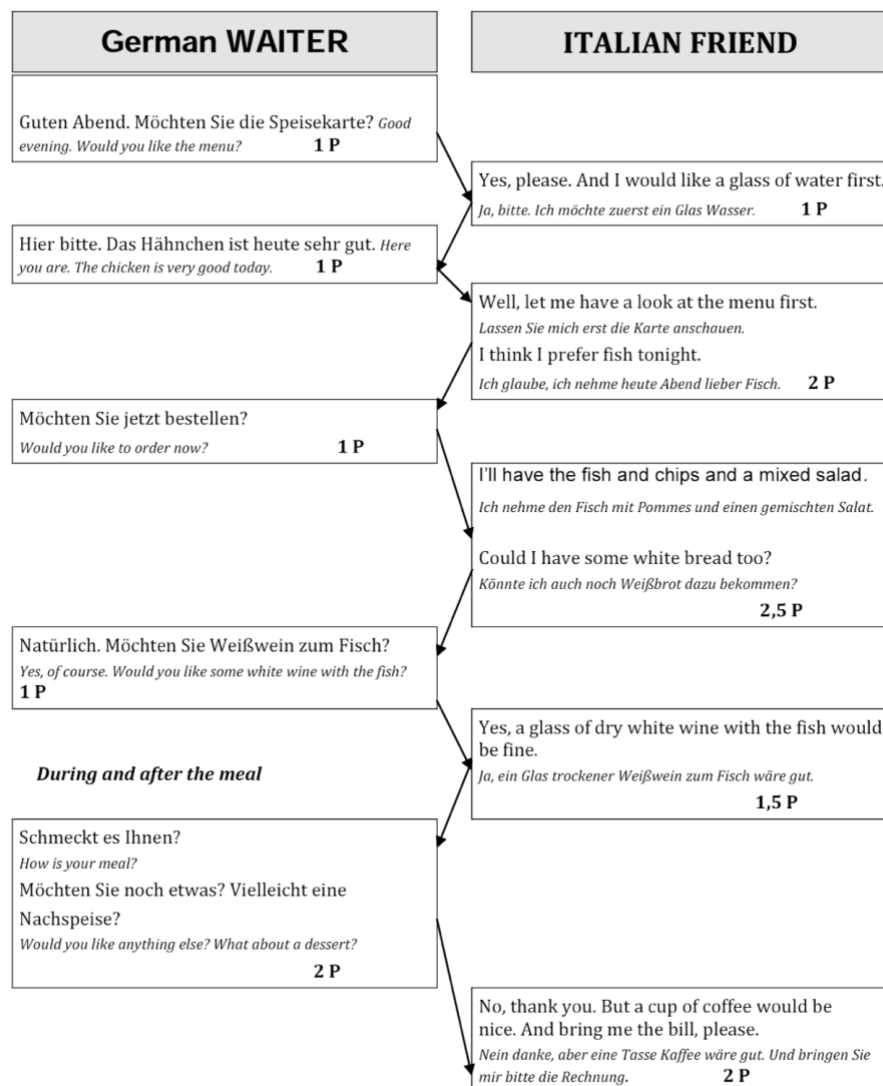 German WAITER
ITALIAN FRIEND
Guten Abend. Möchten Sie die Speisekarte? Good
evening. Would you like the menu? 1 P
Yes, please. And I would like a glass of water first.
Ja, bitte. Ich möchte zuerst ein Glas Wasser. 1 P
Hier bitte. Das Hähnchen ist heute sehr gut. Here
you are. The chicken is very good today. 1 P
Well, let me have a look at the menu first.
Lassen Sie mich erst die Karte anschauen.
I think I prefer fish tonight.
Ich glaube, ich nehme heute Abend lieber Fisch. 2 P
Möchten Sie jetzt bestellen?
Would you like to order now? 1 P
I'll have the fish and chips and a mixed salad.
Ich nehme den Fisch mit Pommes und einen gemischten Salat.
Could I have some white bread too?
Könnte ich auch noch Weißbrot dazu bekommen?
2,5 P
Natürlich. Möchten Sie Weißwein zum Fisch?
Yes, of course. Would you like some white wine with the fish?
1 P
Yes, a glass of dry white wine with the fish would
be fine.
Ja, ein Glas trockener Weißwein zum Fisch wäre gut.
1,5 P
During and after the meal
Schmeckt es Ihnen?
How is your meal?
Möchten Sie noch etwas? Vielleicht eine
Nachspeise?
Would you like anything else? What about a dessert?
2 P
No, thank you. But a cup of coffee would be
nice. And bring me the bill, please.
Nein danke, aber eine Tasse Kaffee wäre gut. Und bringen Sie
mir bitte die Rechnung. 2 P